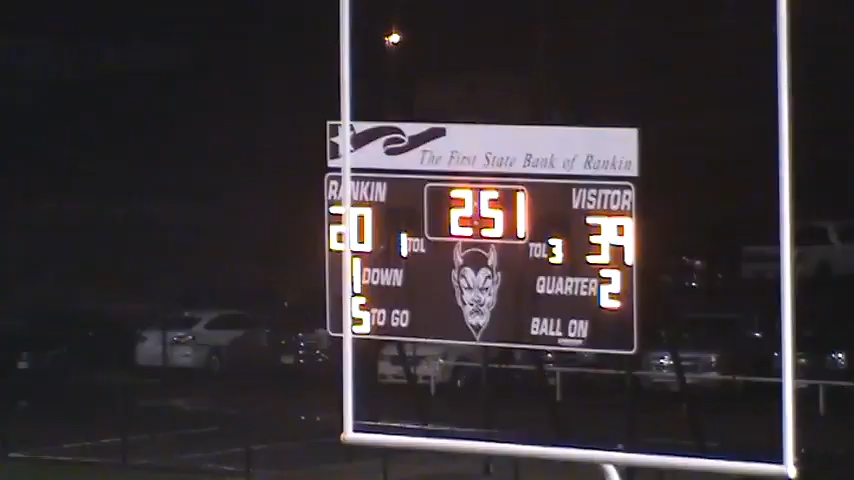 The First State Bank of Rankin
RANKIN 2:51 VISITOR
20 1 TOL TOL 3 39
1 DOWN QUARTER 2
5 TO GO BALL ON